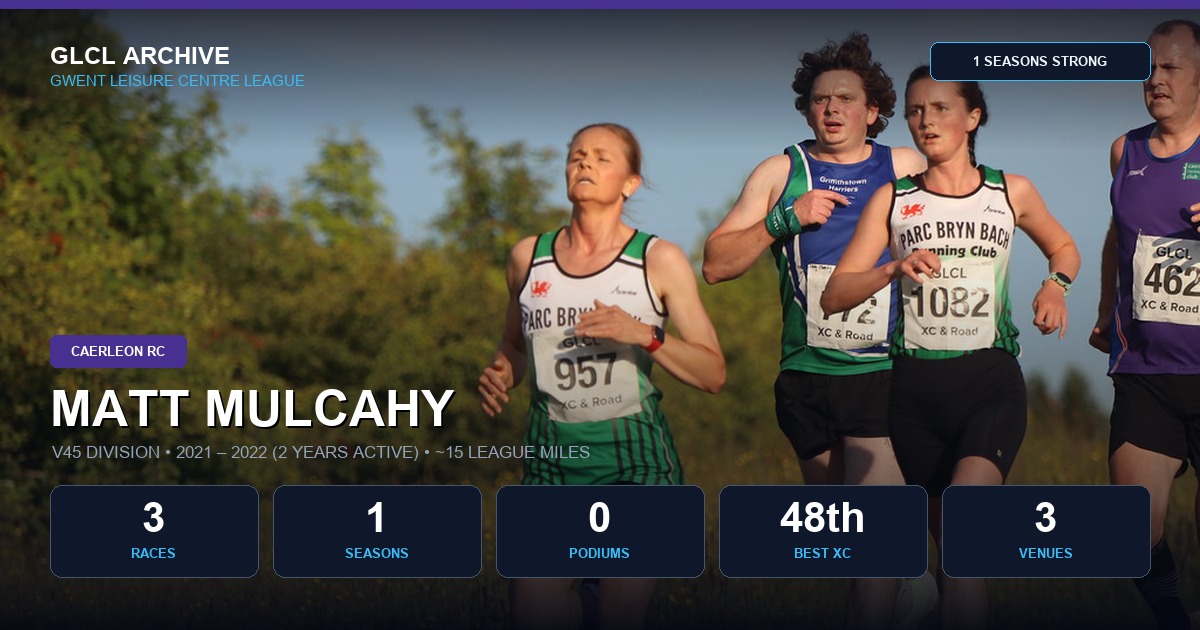 GLCL ARCHIVE
GWENT LEISURE CENTRE LEAGUE
1 SEASONS STRONG
Griffithstown
Harriers
PARC BRYN BACH
Running Club
GLCL
1082
XC & Road
72
XC & Road
GLCL
462
XC & Road
PARC
GLCL
957
XC & Road
CAERLEON RC
MATT MULCAHY
V45 DIVISION • 2021 – 2022 (2 YEARS ACTIVE) • ~15 LEAGUE MILES
3
RACES
1
SEASONS
0
PODIUMS
48th
BEST XC
3
VENUES